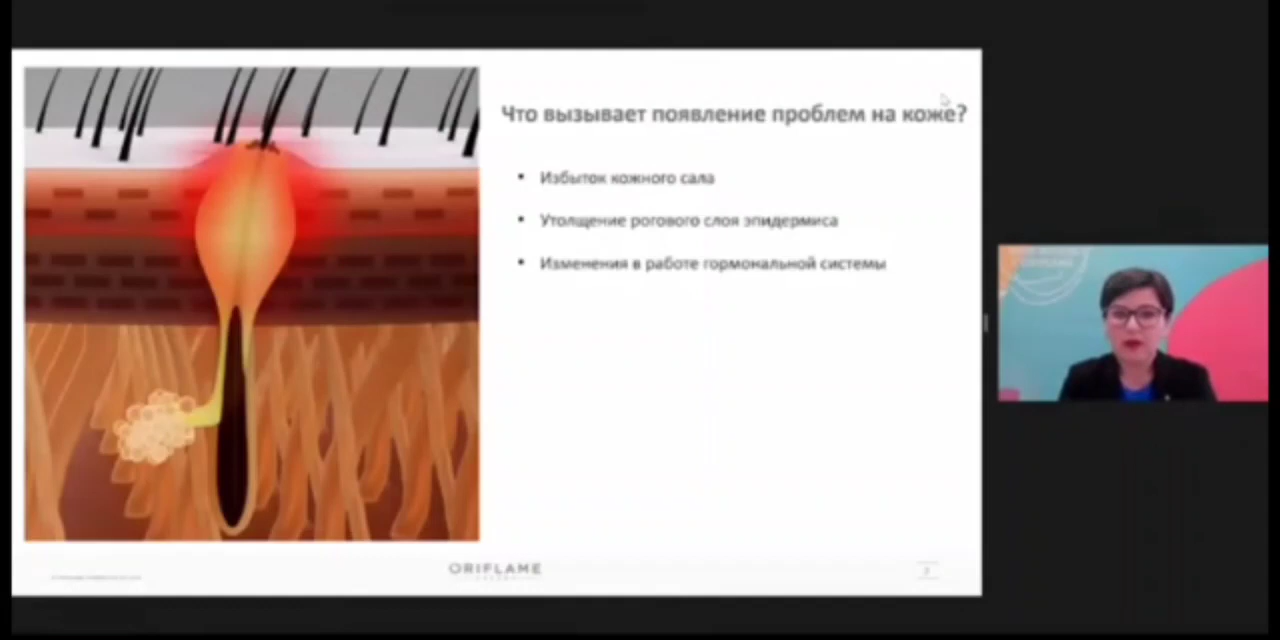 Что вызывает появление проблем на коже?
• Избыток кожного сала
• Утолщение рогового слоя эпидермиса
• Изменения в работе гормональной системы
ORIFLAME